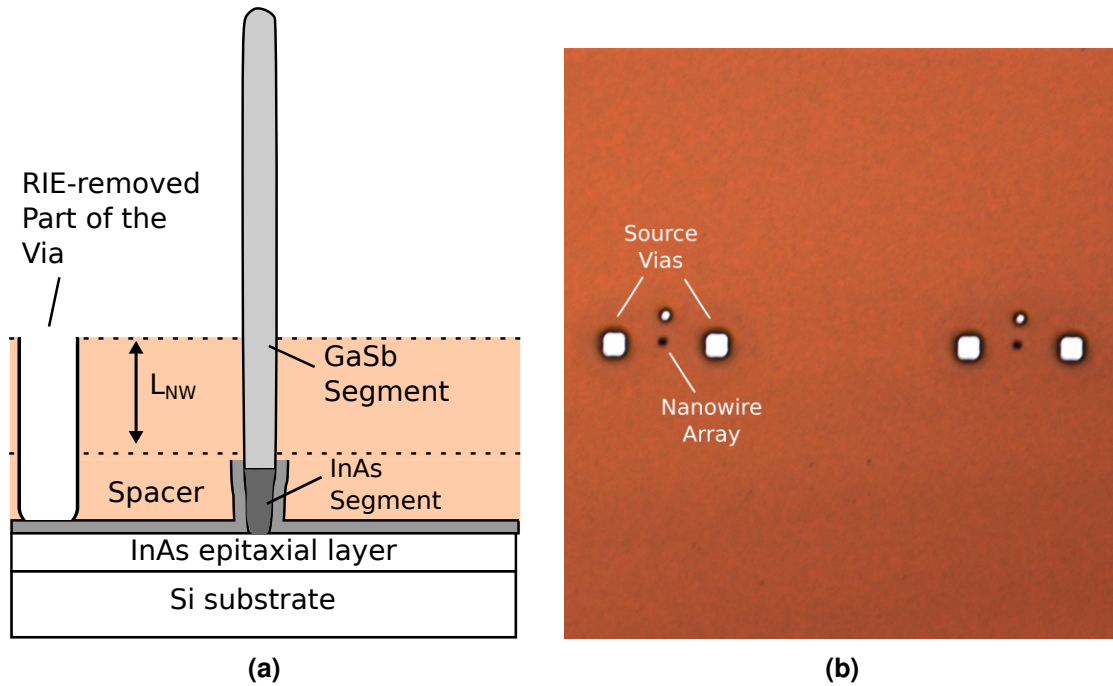 RIE-removed
Part of the
Via
L_NW
GaSb
Segment
Spacer
InAs
Segment
InAs epitaxial layer
Si substrate
(a)
Source
Vias
Nanowire
Array
(b)